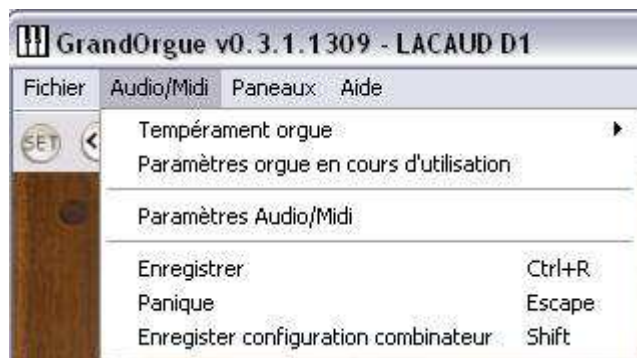 GrandOrgue v0.3.1.1309 - LACAUD D1
Fichier Audio/Midi Paneaux Aide
SET
Tempérament orgue
Paramètres orgue en cours d'utilisation
Paramètres Audio/Midi
Enregistrer Ctrl+R
Panique Escape
Enregister configuration combinateur Shift